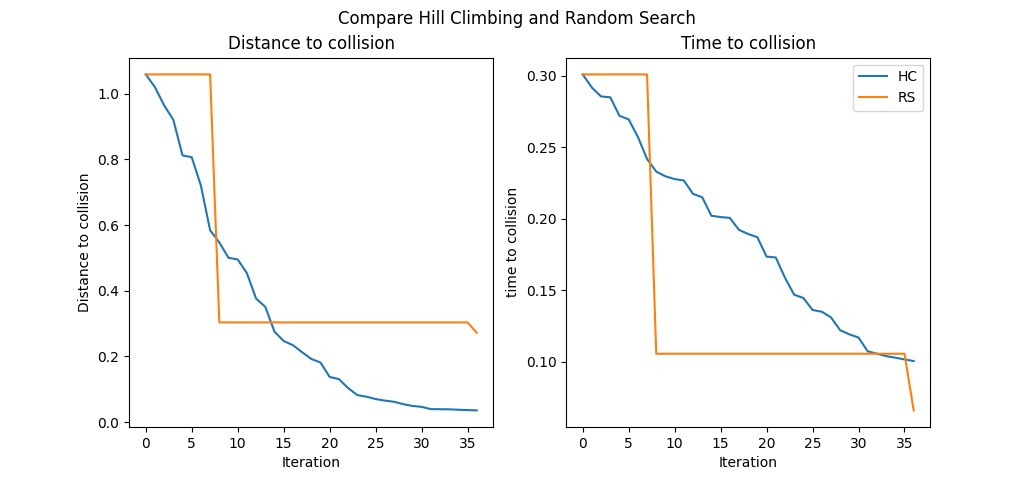 Compare Hill Climbing and Random Search
Distance to collision
Distance to collision
1.0
0.8
0.6
0.4
0.2
0.0
0 5 10 15 20 25 30 35
Iteration
Time to collision
time to collision
0.30
0.25
0.20
0.15
0.10
0 5 10 15 20 25 30 35
Iteration
HC
RS